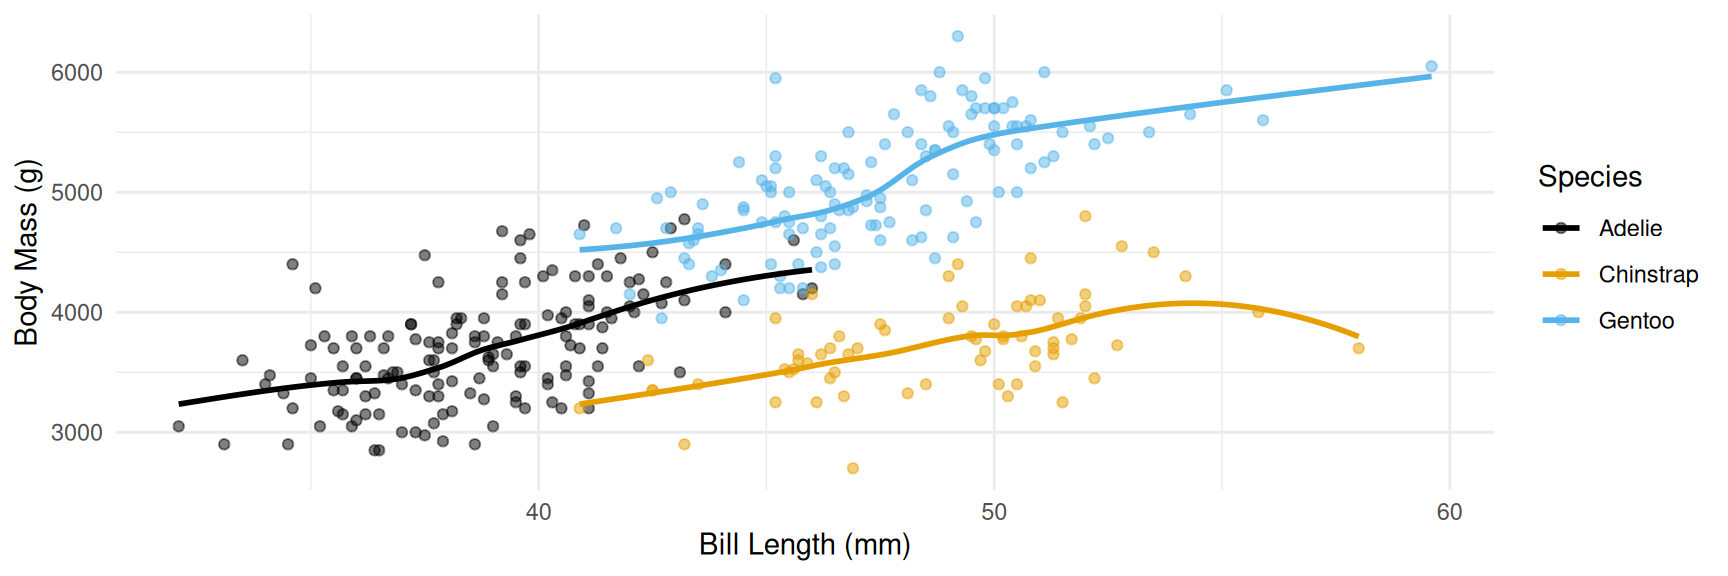 6000
5000
4000
3000
Body Mass (g)
40
50
60
Bill Length (mm)
Species
Adelie
Chinstrap
Gentoo